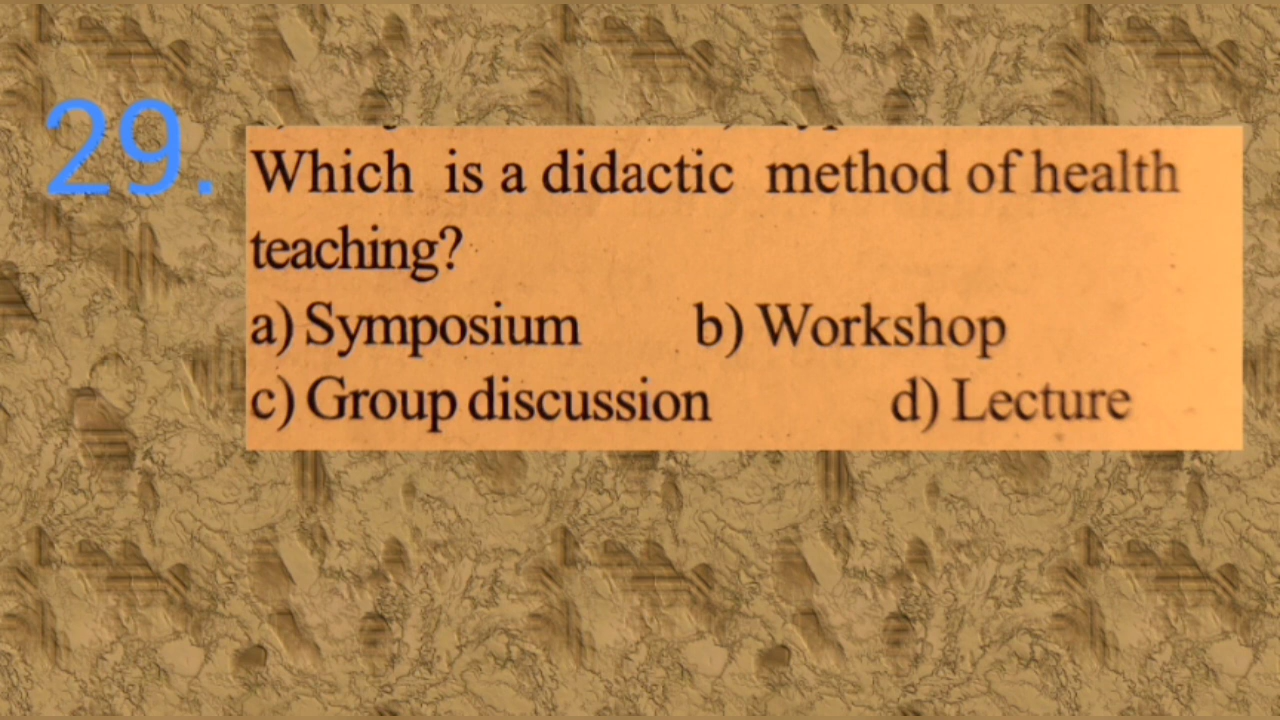 29.
Which is a didactic method of health
teaching?
a) Symposium b) Workshop
c) Group discussion d) Lecture